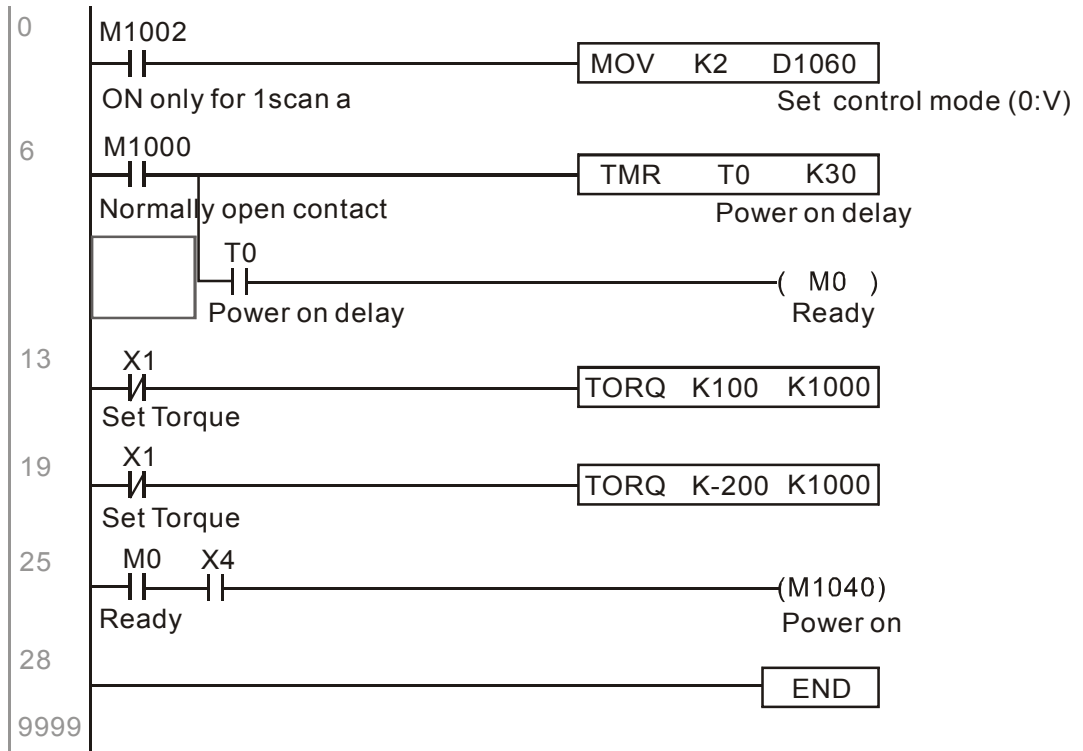 0
M1002
MOV K2 D1060
ON only for 1scan a
Set control mode (0:V)
6
M1000
TMR T0 K30
Normally open contact
Power on delay
T0
( M0 )
Power on delay
Ready
13
X1
TORQ K100 K1000
Set Torque
19
X1
TORQ K-200 K1000
Set Torque
25
M0 X4
(M1040)
Ready
Power on
28
END
9999